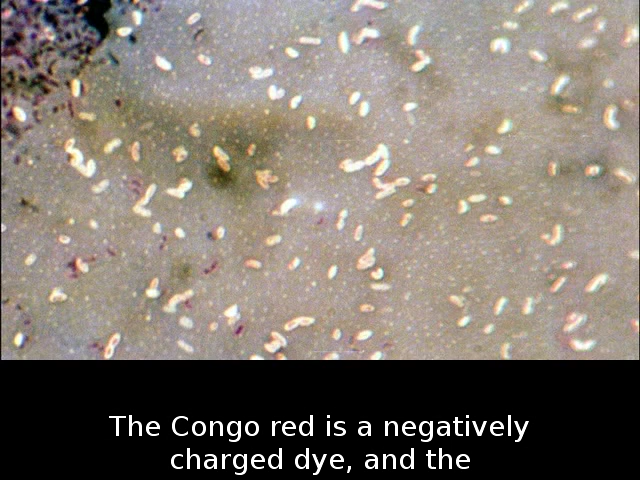 The Congo red is a negatively
charged dye, and the